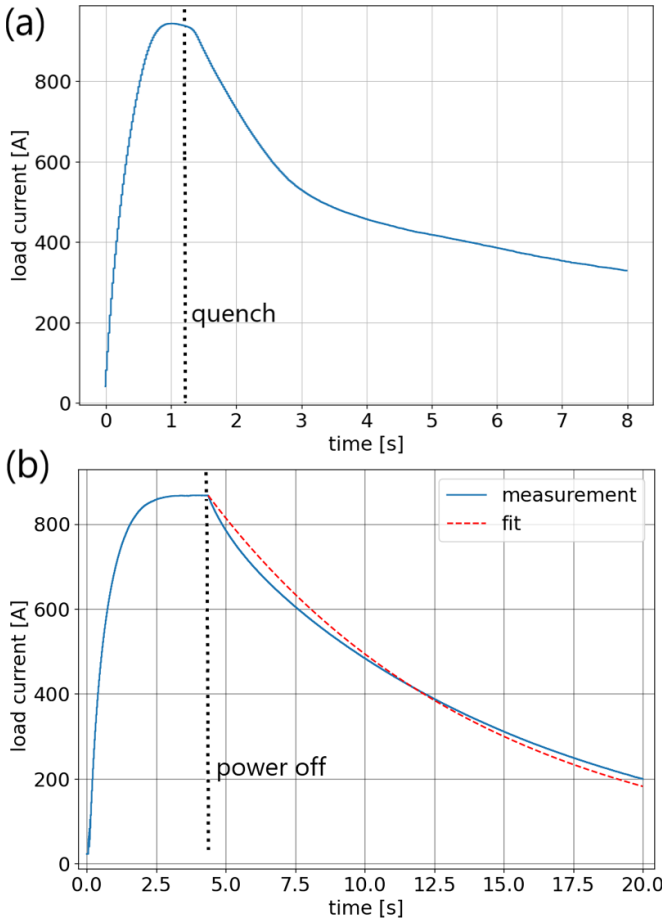 (a)
load current [A]
800
600
400
200
0
quench
0 1 2 3 4 5 6 7 8
time [s]
(b)
load current [A]
800
600
400
200
0
measurement
fit
power off
0.0 2.5 5.0 7.5 10.0 12.5 15.0 17.5 20.0
time [s]